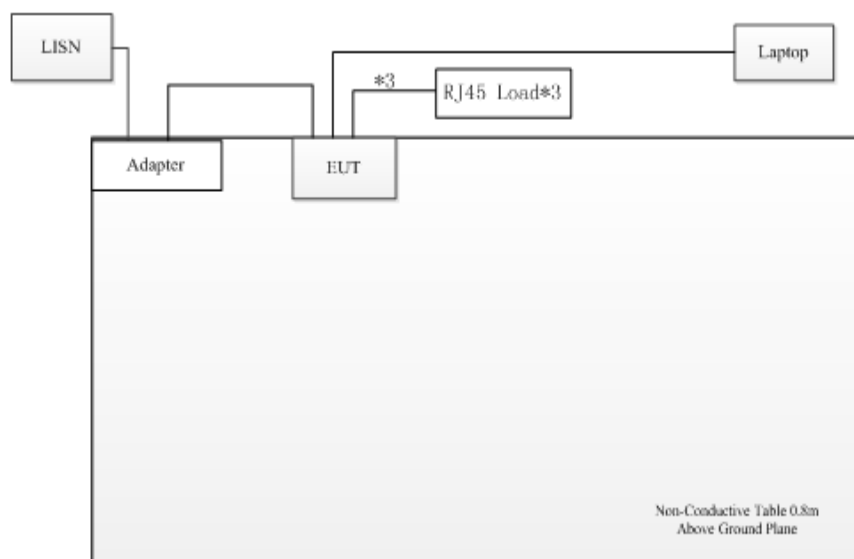 LISN
Laptop
*3
RJ45 Load*3
Adapter
EUT
Non-Conductive Table 0.8m
Above Ground Plane